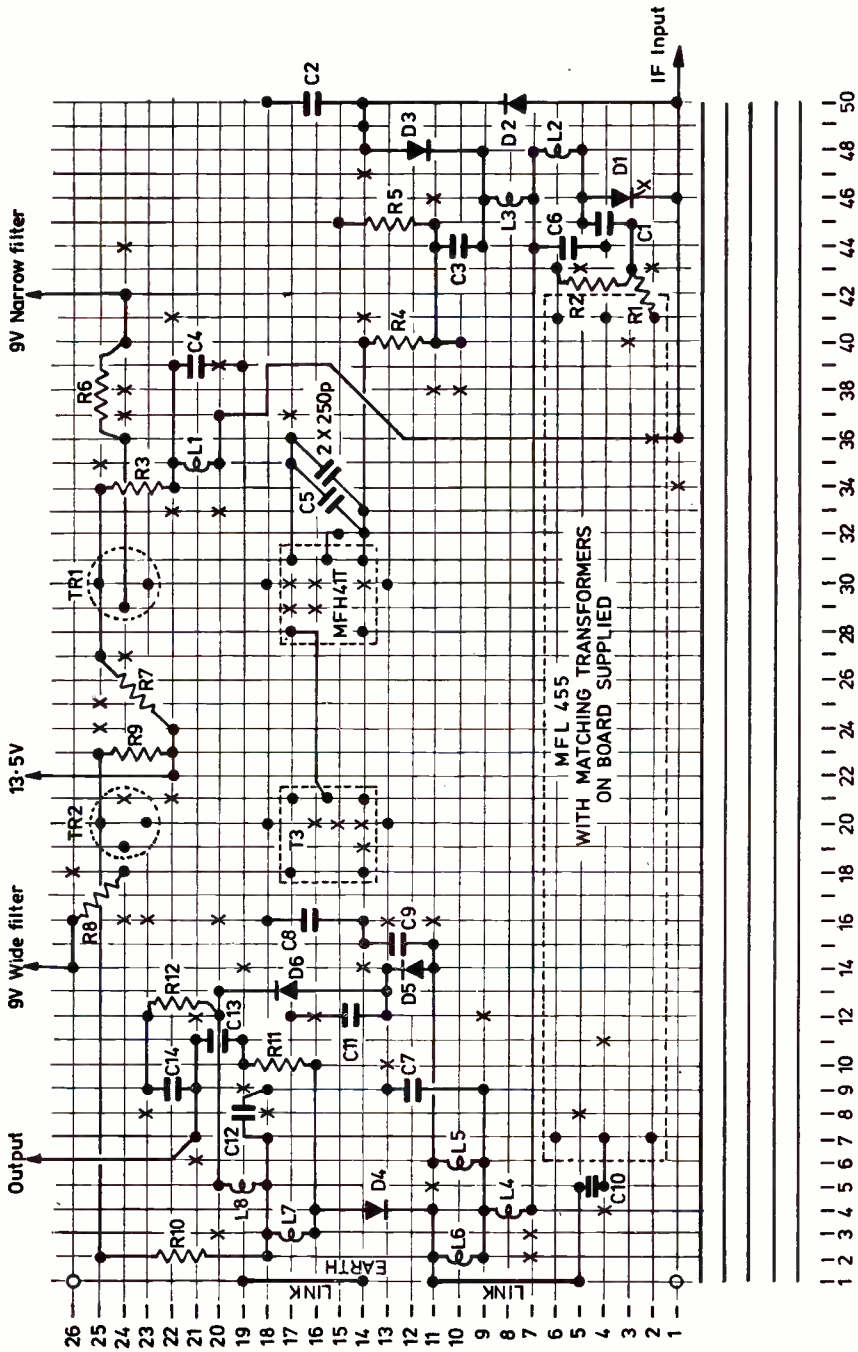 Output
9V Wide filter
13·5V
9V Narrow filter
IF Input
R8
TR2
R9
R7
TR1
R3
R6
R10
R12
C14
C13
C4
L1
L8
C12
R11
D6
C8
T3
MFH41T
C5
2 X 250p
C2
L7
C11
D5
C9
R4
R5
D3
LINK
EARTH
D4
C7
C3
D2
L6
L5
L4
L3
L2
LINK
C10
MFL 455
WITH MATCHING TRANSFORMERS
ON BOARD SUPPLIED
R2
R1
C6
C1
D1
26
25
24
23
22
21
20
19
18
17
16
15
14
13
12
11
10
9
8
7
6
5
4
3
2
1
1 2 3 4 5 6 7 8 9 10 11 12 14 16 18 20 22 24 26 28 30 32 34 36 38 40 42 44 46 48 50